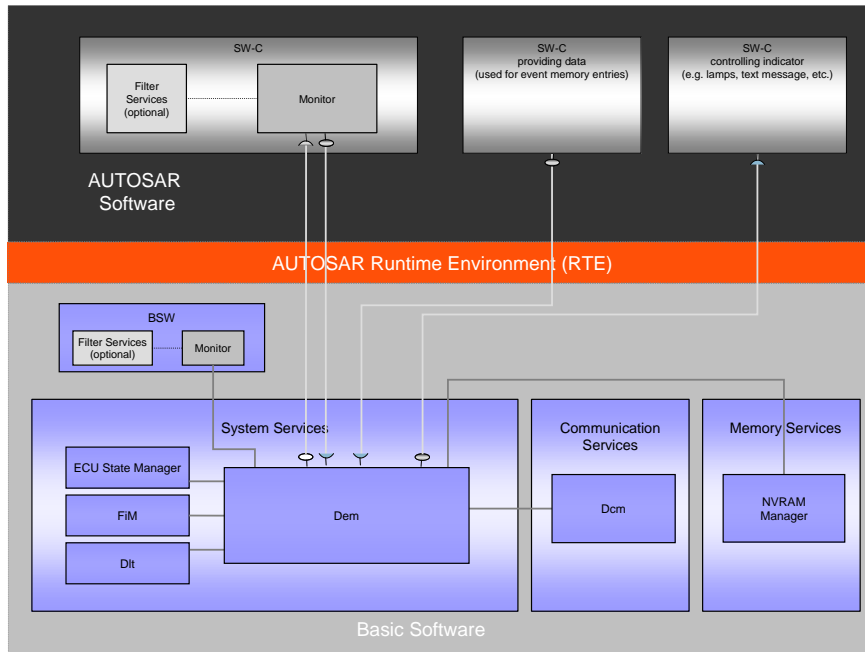 SW-C
Filter
Services
(optional)
Monitor
SW-C
providing data
(used for event memory entries)
SW-C
controlling indicator
(e.g. lamps, text message, etc.)
AUTOSAR
Software
AUTOSAR Runtime Environment (RTE)
BSW
Filter Services
(optional)
Monitor
System Services
ECU State Manager
FiM
Dlt
Dem
Communication
Services
Dcm
Memory Services
NVRAM
Manager
Basic Software